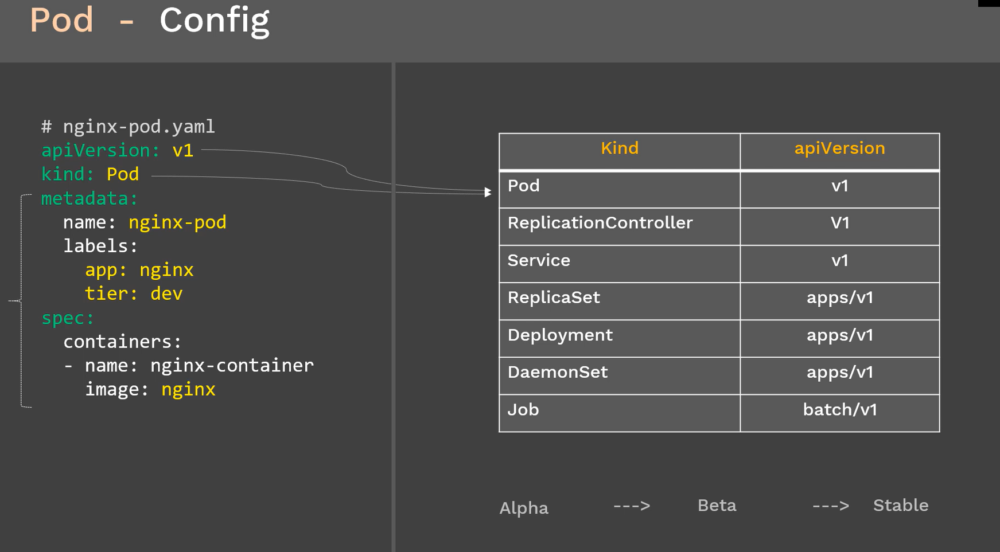 Pod - Config
# nginx-pod.yaml
apiVersion: v1
kind: Pod
metadata:
  name: nginx-pod
  labels:
    app: nginx
    tier: dev
spec:
  containers:
  - name: nginx-container
    image: nginx
Kind apiVersion
Pod v1
ReplicationController V1
Service v1
ReplicaSet apps/v1
Deployment apps/v1
DaemonSet apps/v1
Job batch/v1
Alpha ---> Beta ---> Stable